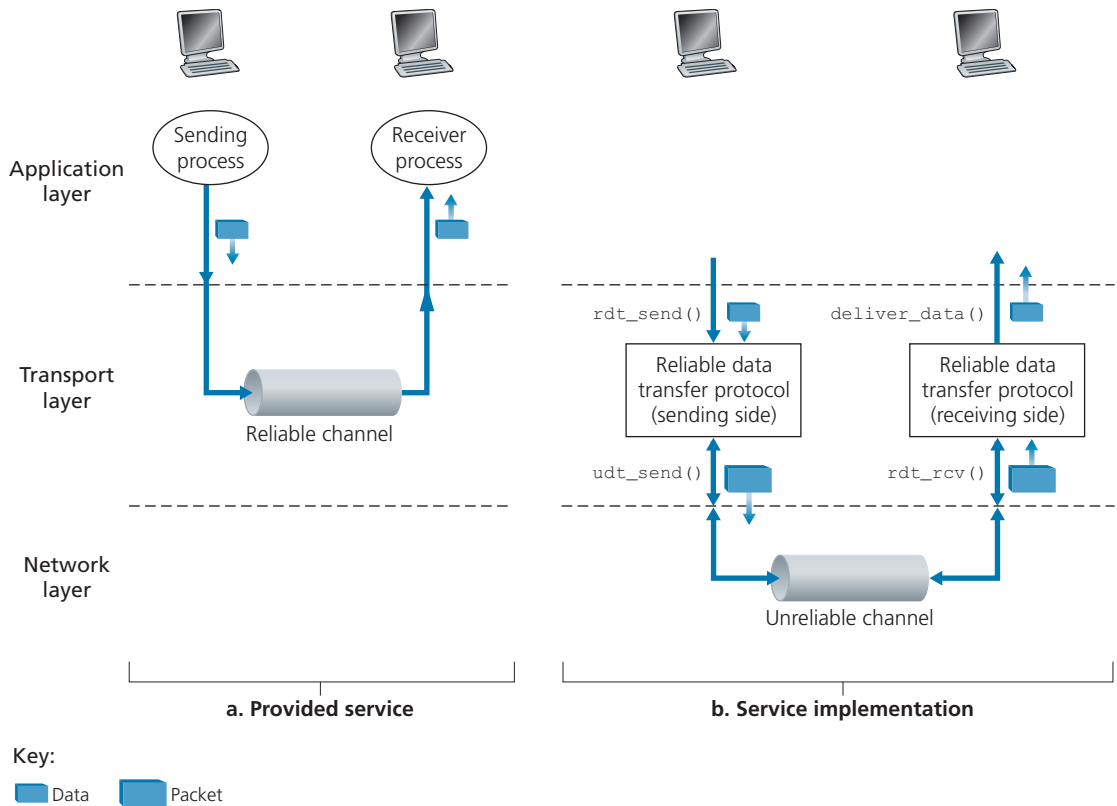 Sending
process
Receiver
process
Application
layer
rdt_send()
deliver_data()
Transport
layer
Reliable data
transfer protocol
(sending side)
Reliable data
transfer protocol
(receiving side)
Reliable channel
udt_send()
rdt_rcv()
Network
layer
Unreliable channel
a. Provided service
b. Service implementation
Key:
Data
Packet